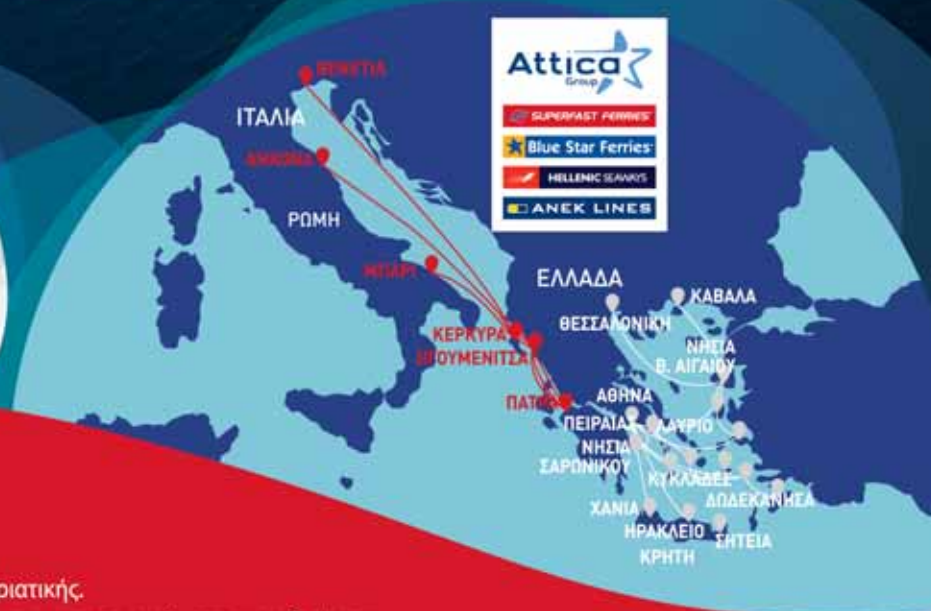 Attica
Group
SUPERFAST FERRIES
Blue Star Ferries
HELLENIC SEAWAYS
ANEK LINES
ΒΕΝΕΤΙΑ
ΙΤΑΛΙΑ
ΑΝΚΟΝΑ
ΡΩΜΗ
ΜΠΑΡΙ
ΕΛΛΑΔΑ
ΚΑΒΑΛΑ
ΘΕΣΣΑΛΟΝΙΚΗ
ΚΕΡΚΥΡΑ
ΗΓΟΥΜΕΝΙΤΣΑ
ΝΗΣΙΑ
Β. ΑΙΓΑΙΟΥ
ΠΑΤΡΑ
ΑΘΗΝΑ
ΠΕΙΡΑΙΑΣ
ΛΑΥΡΙΟ
ΝΗΣΙΑ
ΣΑΡΩΝΙΚΟΥ
ΚΥΚΛΑΔΕΣ
ΔΩΔΕΚΑΝΗΣΑ
ΧΑΝΙΑ
ΗΡΑΚΛΕΙΟ
ΣΗΤΕΙΑ
ΚΡΗΤΗ
ριατικής.